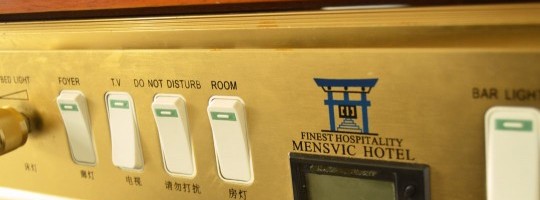 BED LIGHT
FOYER
T.V
DO NOT DISTURB
ROOM
BAR LIGHT
FINEST HOSPITALITY
MENSVIC HOTEL
床灯
廊灯
电视
请勿打扰
房灯